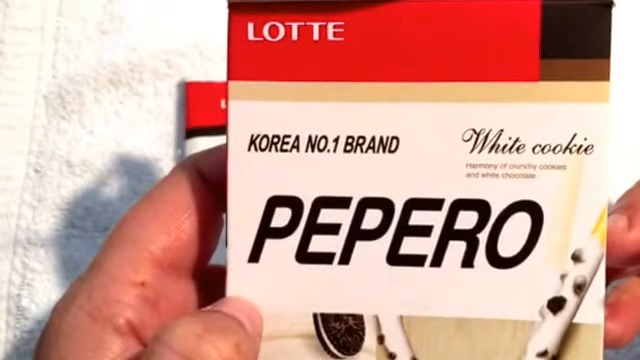 LOTTE
KOREA NO.1 BRAND
White cookie
Harmony of crunchy cookies
and white chocolate
PEPERO